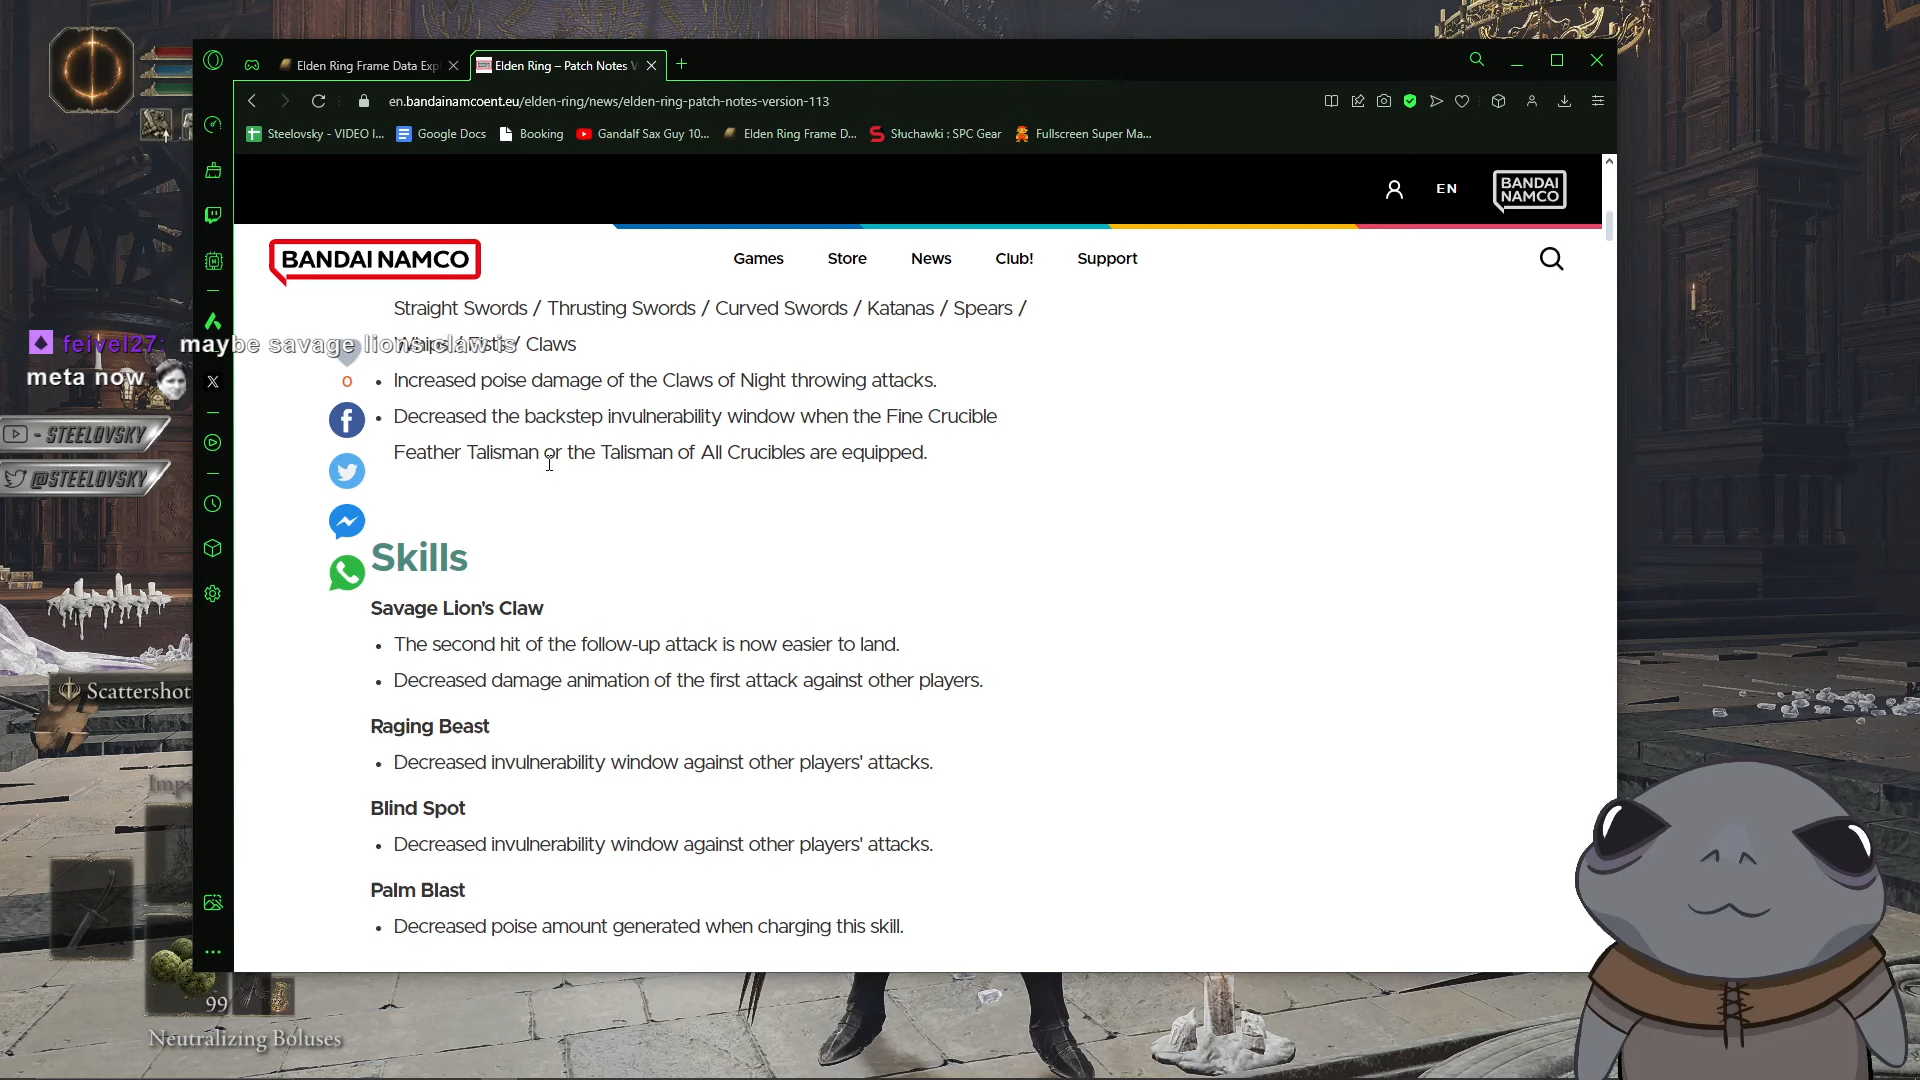 Elden Ring Frame Data Exp
Elden Ring – Patch Notes V
en.bandainamcoent.eu/elden-ring/news/elden-ring-patch-notes-version-113
Steelovsky - VIDEO I...
Google Docs
Booking
Gandalf Sax Guy 10...
Elden Ring Frame D...
Słuchawki : SPC Gear
Fullscreen Super Ma...
EN
BANDAI
NAMCO
BANDAI NAMCO
Games
Store
News
Club!
Support
Straight Swords / Thrusting Swords / Curved Swords / Katanas / Spears /
Whips / Fists / Claws
feivel27: maybe savage lions claw is
meta now
0
• Increased poise damage of the Claws of Night throwing attacks.
• Decreased the backstep invulnerability window when the Fine Crucible
Feather Talisman or the Talisman of All Crucibles are equipped.
- STEELOVSKY
@STEELOVSKY
Skills
Savage Lion's Claw
• The second hit of the follow-up attack is now easier to land.
• Decreased damage animation of the first attack against other players.
Scattershot
Raging Beast
• Decreased invulnerability window against other players' attacks.
Blind Spot
• Decreased invulnerability window against other players' attacks.
Palm Blast
• Decreased poise amount generated when charging this skill.
99
Neutralizing Boluses